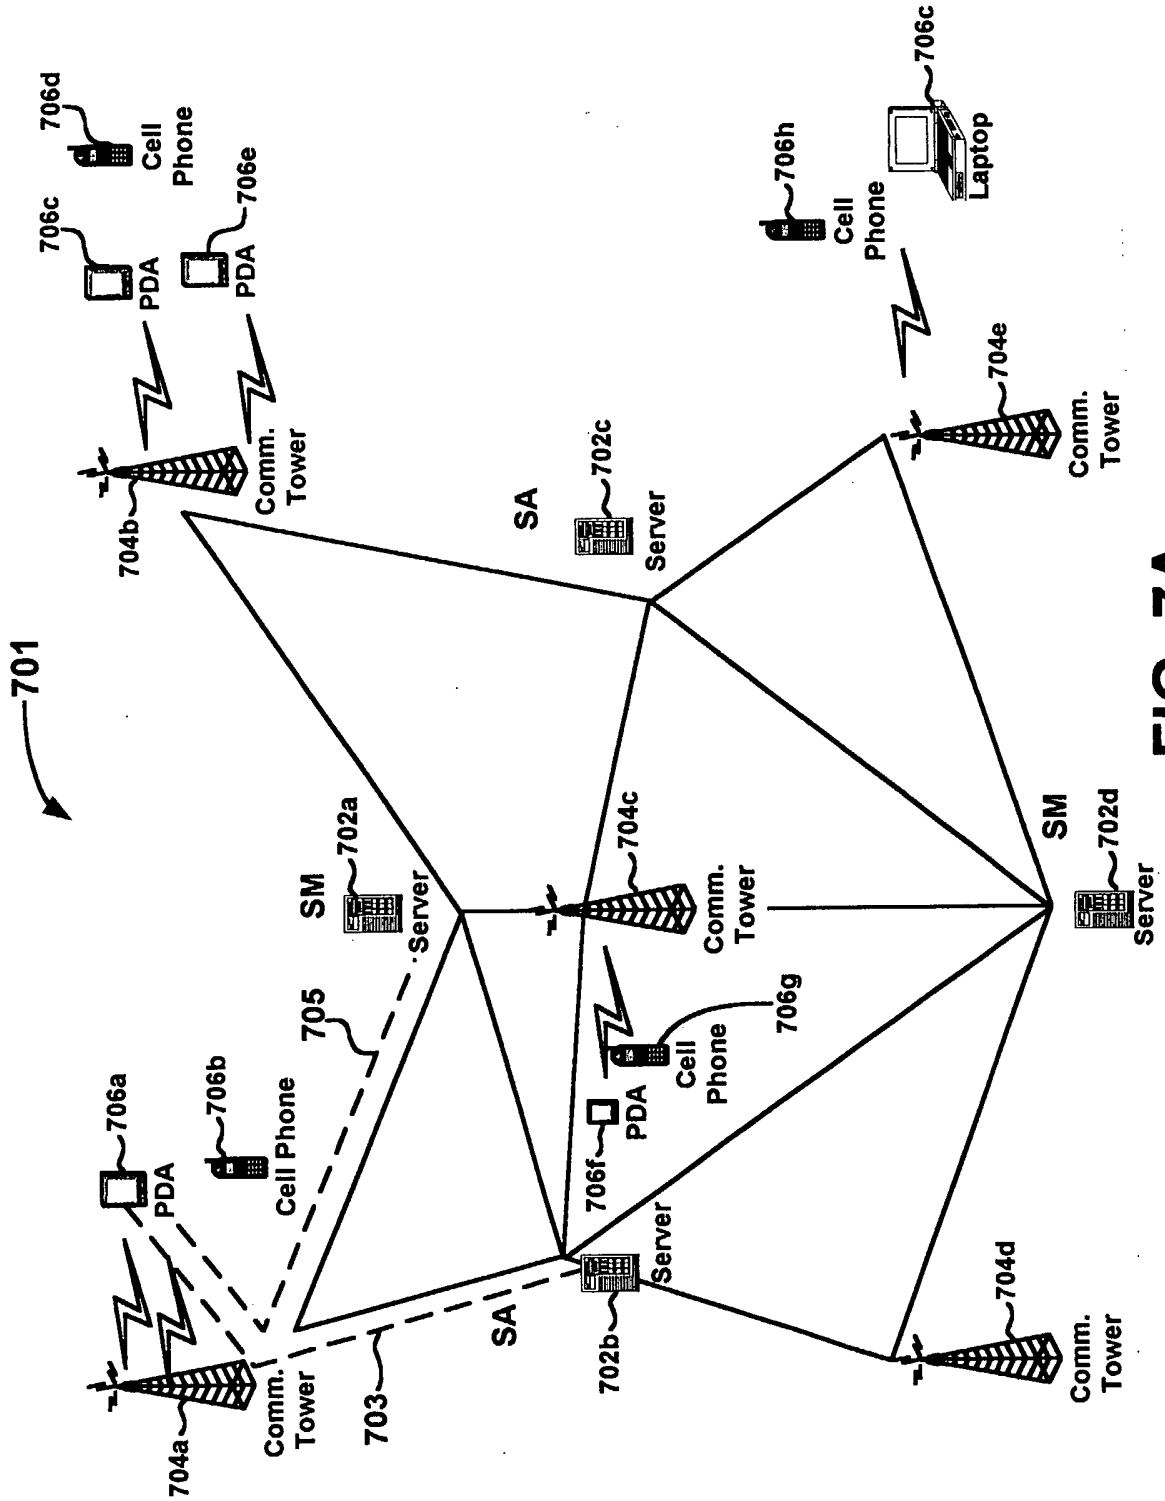 701
706a
PDA
706b
Cell Phone
704a
Comm.
Tower
703
705
SM
702a
Server
706c
PDA
706d
Cell
Phone
706e
PDA
704b
Comm.
Tower
SA
702b
Server
706f
PDA
706g
Cell
Phone
704c
Comm.
Tower
SA
702c
Server
706h
Cell
Phone
706c
Laptop
704d
Comm.
Tower
SM
702d
Server
704e
Comm.
Tower
FIG. 7A